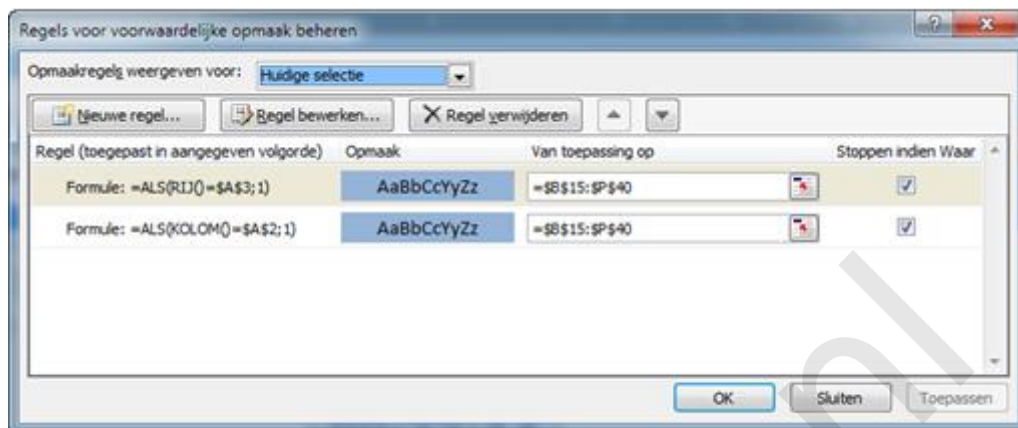 Regels voor voorwaardelijke opmaak beheren
Opmaakregels weergeven voor: Huidige selectie
Nieuwe regel... Regel bewerken... Regel verwijderen
Regel (toegepast in aangegeven volgorde) Opmaak Van toepassing op Stoppen indien Waar
Formule: =ALS(RIJ()=$A$3;1) AaBbCcYyZz =$B$15:$P$40
Formule: =ALS(KOLOM()=$A$2;1) AaBbCcYyZz =$B$15:$P$40
OK Sluiten Toepassen